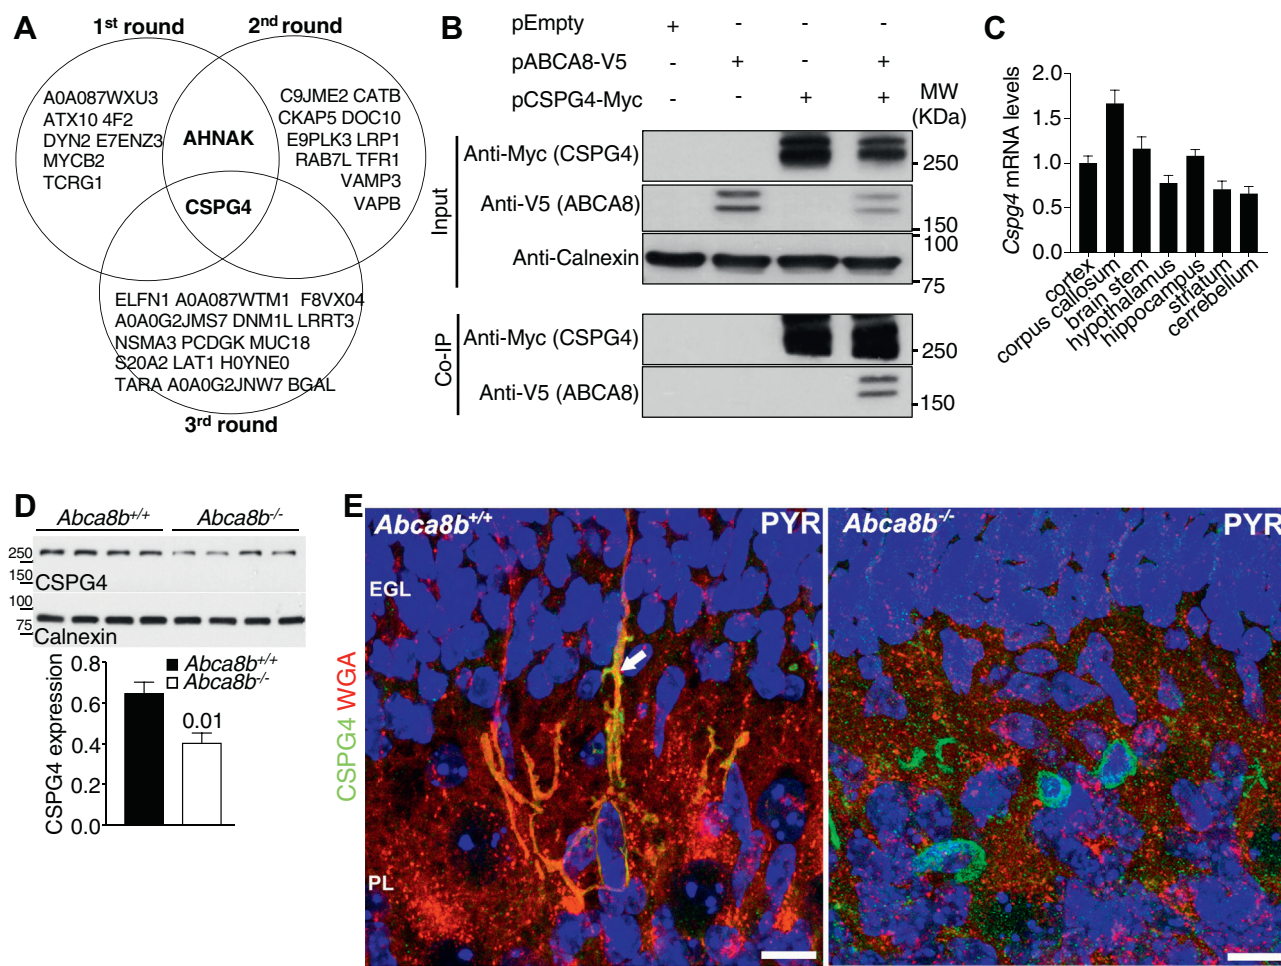 A
1st round
2nd round
A0A087WXU3
ATX10 4F2
DYN2 E7ENZ3
MYCB2
TCRG1
AHNAK
C9JME2 CATB
CKAP5 DOC10
E9PLK3 LRP1
RAB7L TFR1
VAMP3
VAPB
CSPG4
ELFN1 A0A087WTM1 F8VX04
A0A0G2JMS7 DNM1L LRRT3
NSMA3 PCDGK MUC18
S20A2 LAT1 H0YNE0
TARA A0A0G2JNW7 BGAL
3rd round
B
pEmpty + - - -
pABCA8-V5 - + - +
pCSPG4-Myc - - + +
MW
(KDa)
Input
Anti-Myc (CSPG4)
250
Anti-V5 (ABCA8)
150
100
Anti-Calnexin
75
Co-IP
Anti-Myc (CSPG4)
250
Anti-V5 (ABCA8)
150
C
Cspg4 mRNA levels
2.0
1.5
1.0
0.5
0.0
cortex
corpus callosum
brain stem
hypothalamus
hippocampus
striatum
cerrebellum
D
Abca8b+/+ Abca8b-/-
250
150
CSPG4
100
75
Calnexin
CSPG4 expression
0.8
0.6
0.4
0.2
0.0
Abca8b+/+
Abca8b-/-
0.01
E
CSPG4 WGA
Abca8b+/+
PYR
EGL
PL
Abca8b-/-
PYR